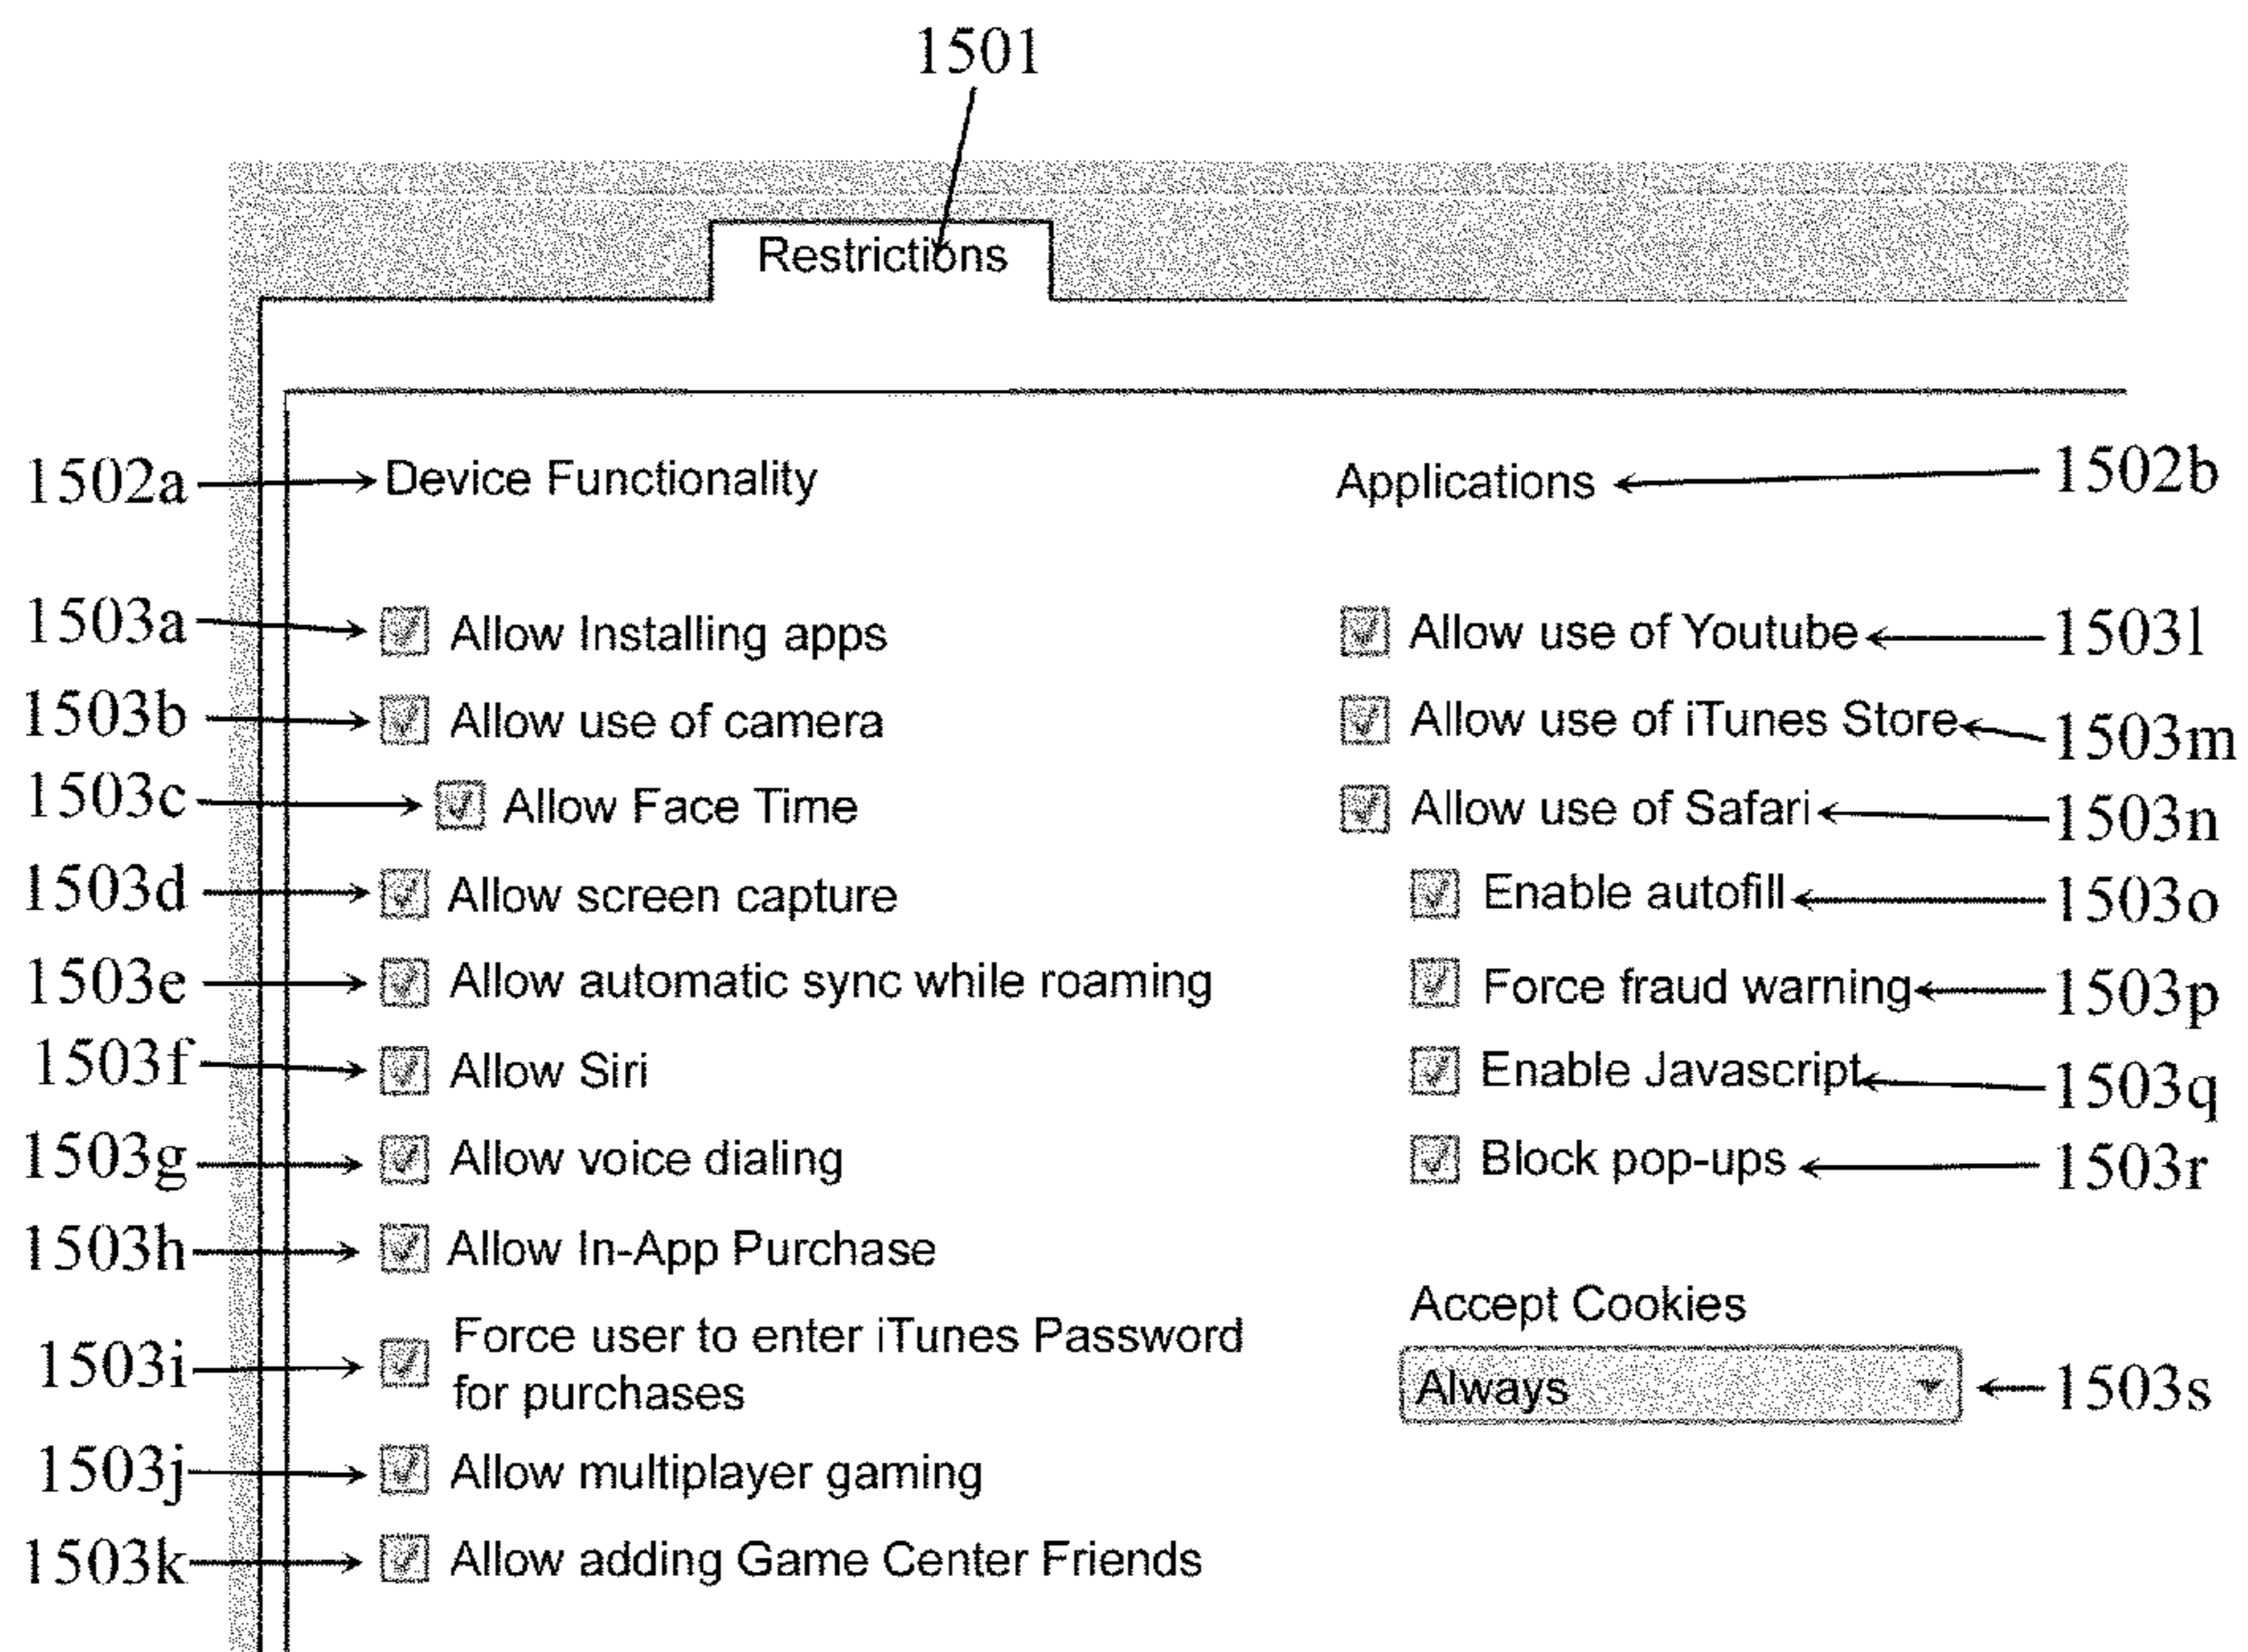 1501
Restrictions
1502a Device Functionality
Applications 1502b
1503a Allow Installing apps
1503b Allow use of camera
1503c Allow Face Time
1503d Allow screen capture
1503e Allow automatic sync while roaming
1503f Allow Siri
1503g Allow voice dialing
1503h Allow In-App Purchase
1503i Force user to enter iTunes Password
for purchases
1503j Allow multiplayer gaming
1503k Allow adding Game Center Friends
Allow use of Youtube 1503l
Allow use of iTunes Store 1503m
Allow use of Safari 1503n
Enable autofill 1503o
Force fraud warning 1503p
Enable Javascript 1503q
Block pop-ups 1503r
Accept Cookies
Always 1503s